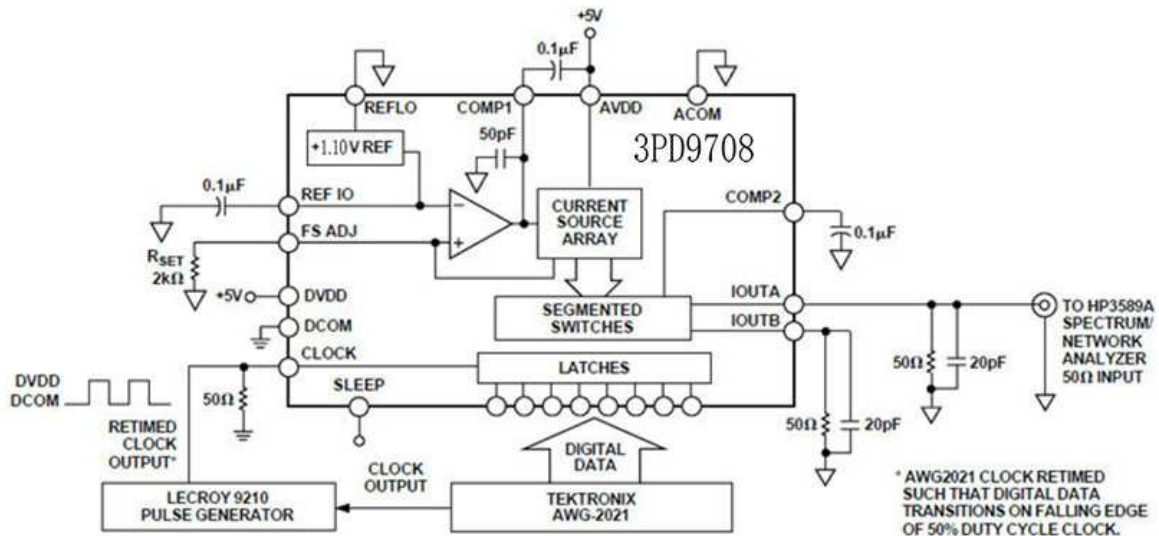 +5V
0.1µF
REFLO
COMP1
AVDD
ACOM
50pF
3PD9708
+1.10V REF
0.1µF
REF IO
COMP2
CURRENT
SOURCE
ARRAY
0.1µF
FS ADJ
RSET
2kΩ
+5V
DVDD
IOUTA
SEGMENTED
SWITCHES
IOUTB
TO HP3589A
SPECTRUM/
NETWORK
ANALYZER
50Ω INPUT
DCOM
CLOCK
LATCHES
50Ω
20pF
DVDD
DCOM
50Ω
SLEEP
RETIMED
CLOCK
OUTPUT*
50Ω
20pF
DIGITAL
DATA
CLOCK
OUTPUT
LECROY 9210
PULSE GENERATOR
TEKTRONIX
AWG-2021
* AWG2021 CLOCK RETIMED
SUCH THAT DIGITAL DATA
TRANSITIONS ON FALLING EDGE
OF 50% DUTY CYCLE CLOCK.